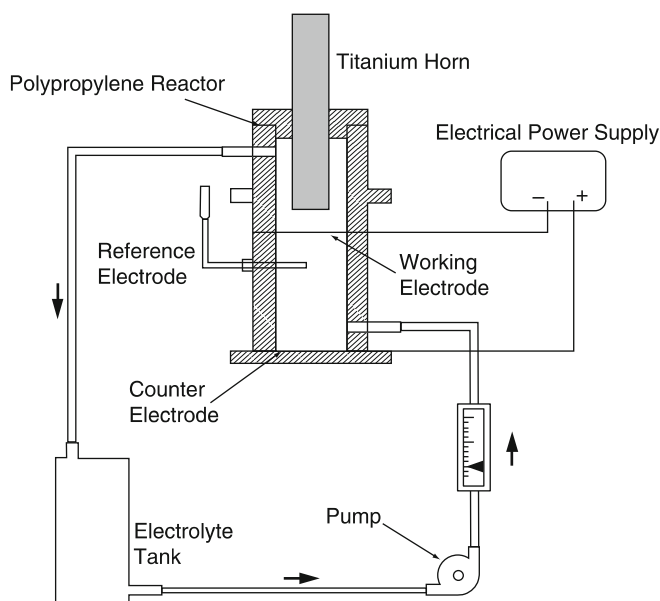 Titanium Horn
Polypropylene Reactor
Electrical Power Supply
− +
Reference
Electrode
Working
Electrode
Counter
Electrode
Pump
Electrolyte
Tank